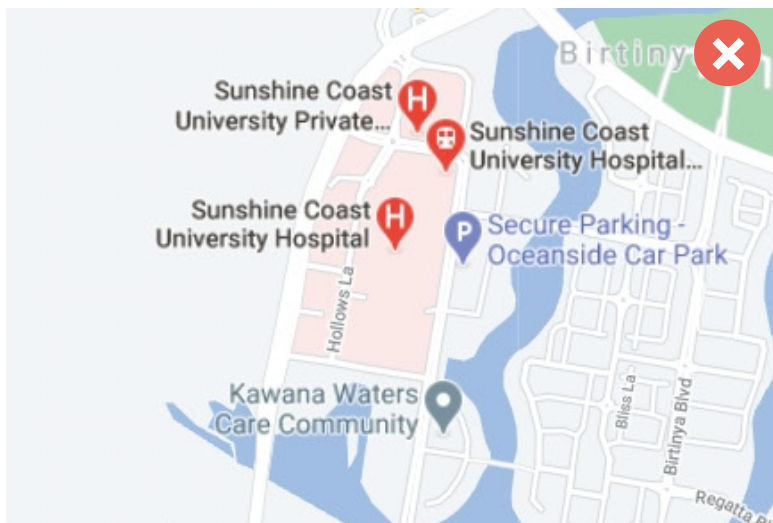 Birtiny
Sunshine Coast
University Private...
H
Sunshine Coast
University Hospital...
Sunshine Coast
University Hospital
H
P
Secure Parking -
Oceanside Car Park
Hollows La
Kawana Waters
Care Community
Bliss La
Birtinya Blvd
Regatta